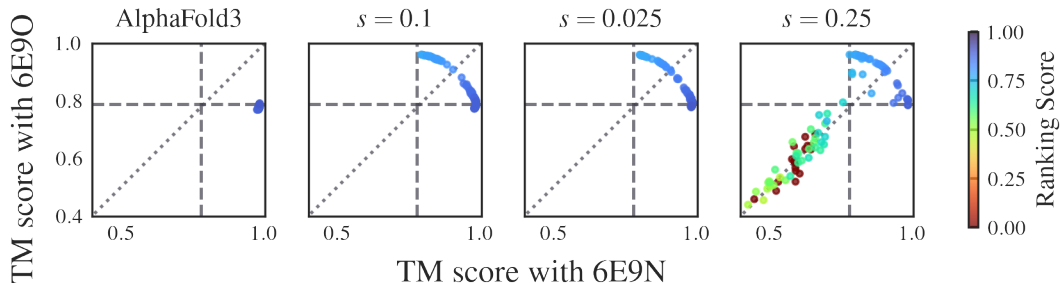 AlphaFold3
s = 0.1
s = 0.025
s = 0.25
TM score with 6E9O
1.0
0.8
0.6
0.4
0.5
1.0
0.5
1.0
0.5
1.0
0.5
1.0
TM score with 6E9N
1.00
0.75
0.50
0.25
0.00
Ranking Score